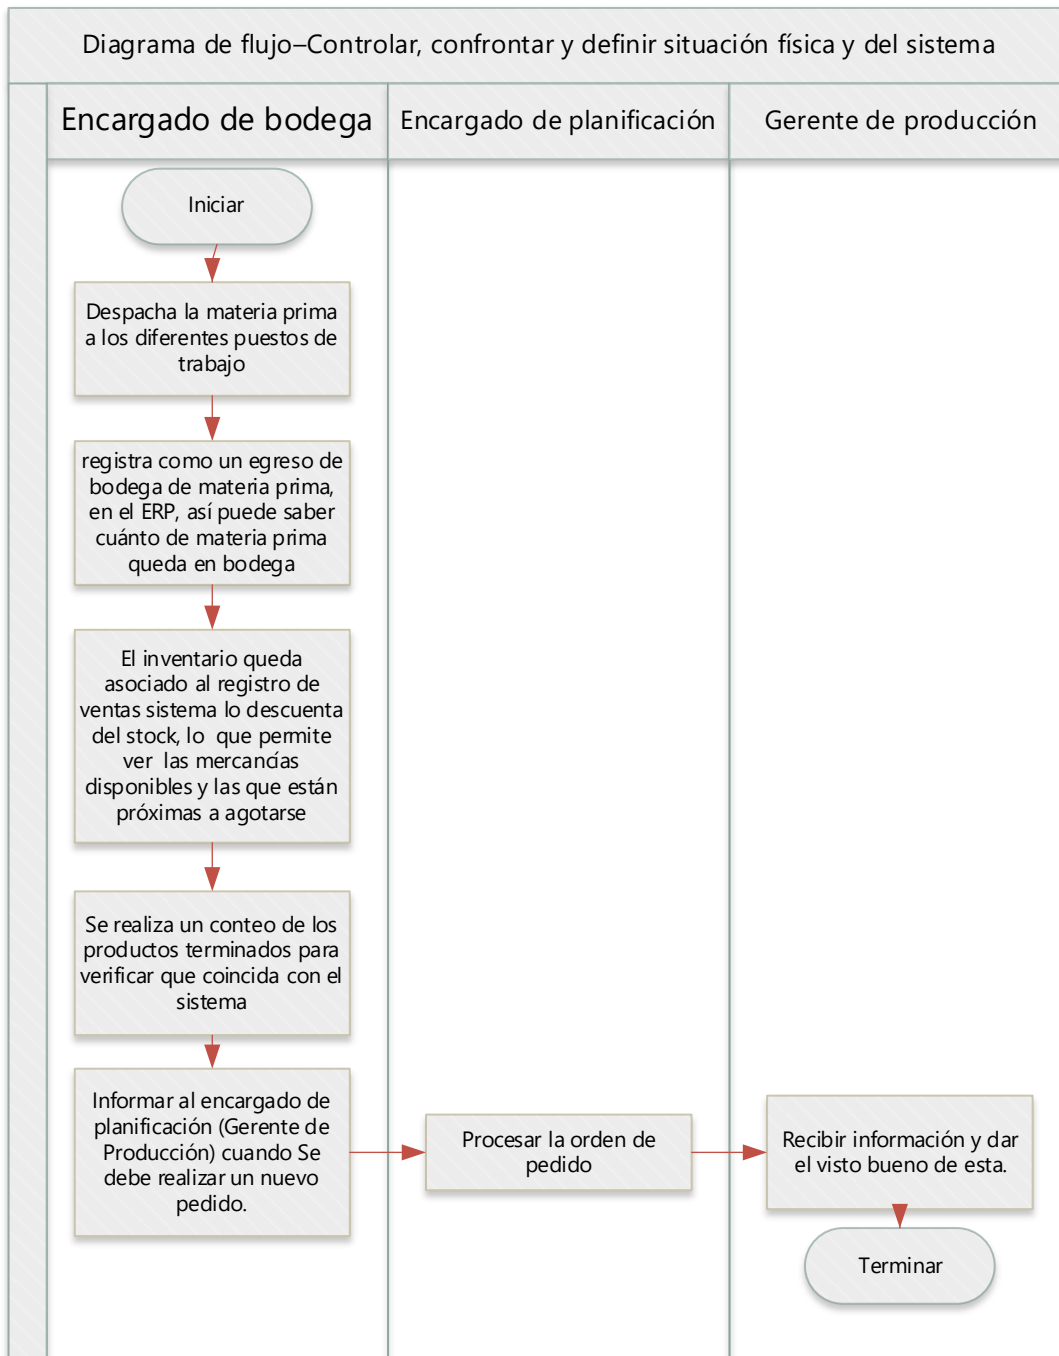 Diagrama de flujo–Controlar, confrontar y definir situación física y del sistema
Encargado de bodega
Encargado de planificación
Gerente de producción
Iniciar
Despacha la materia prima
a los diferentes puestos de
trabajo
registra como un egreso de
bodega de materia prima,
en el ERP, así puede saber
cuánto de materia prima
queda en bodega
El inventario queda
asociado al registro de
ventas sistema lo descuenta
del stock, lo que permite
ver las mercancías
disponibles y las que están
próximas a agotarse
Se realiza un conteo de los
productos terminados para
verificar que coincida con el
sistema
Informar al encargado de
planificación (Gerente de
Producción) cuando Se
debe realizar un nuevo
pedido.
Procesar la orden de
pedido
Recibir información y dar
el visto bueno de esta.
Terminar